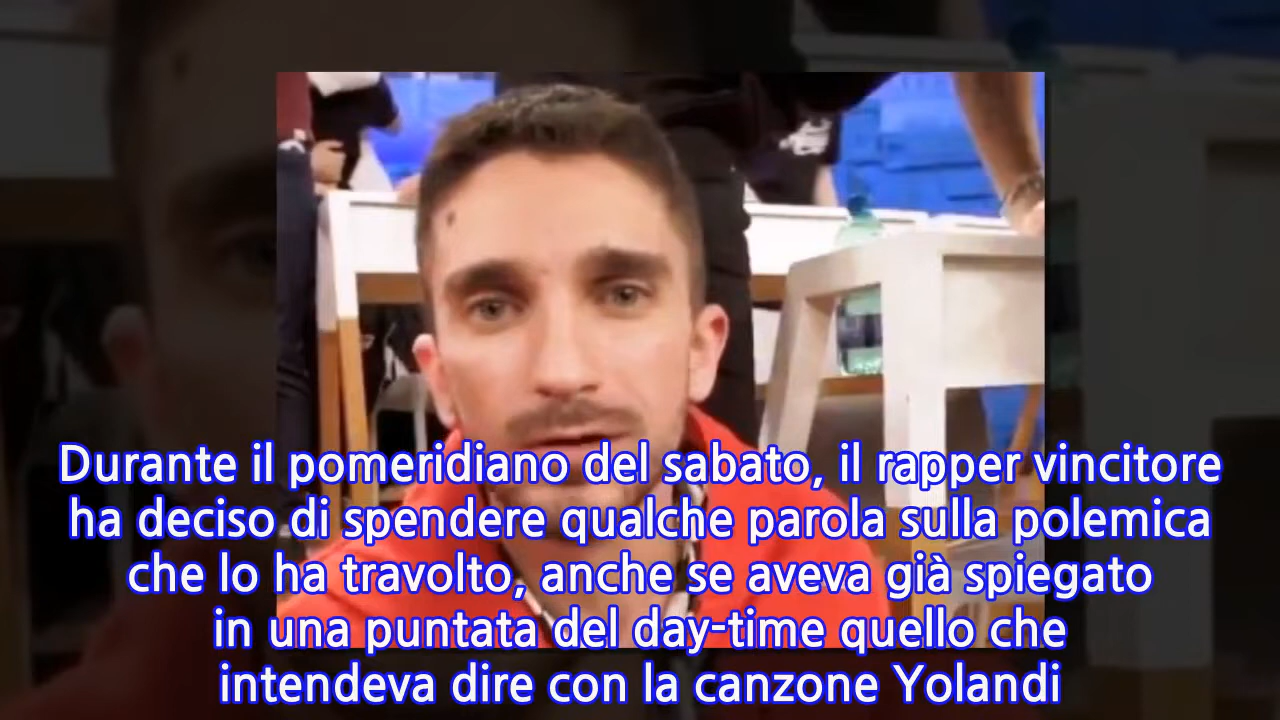 Durante il pomeridiano del sabato, il rapper vincitore
ha deciso di spendere qualche parola sulla polemica
che lo ha travolto, anche se aveva già spiegato
in una puntata del day-time quello che
intendeva dire con la canzone Yolandi